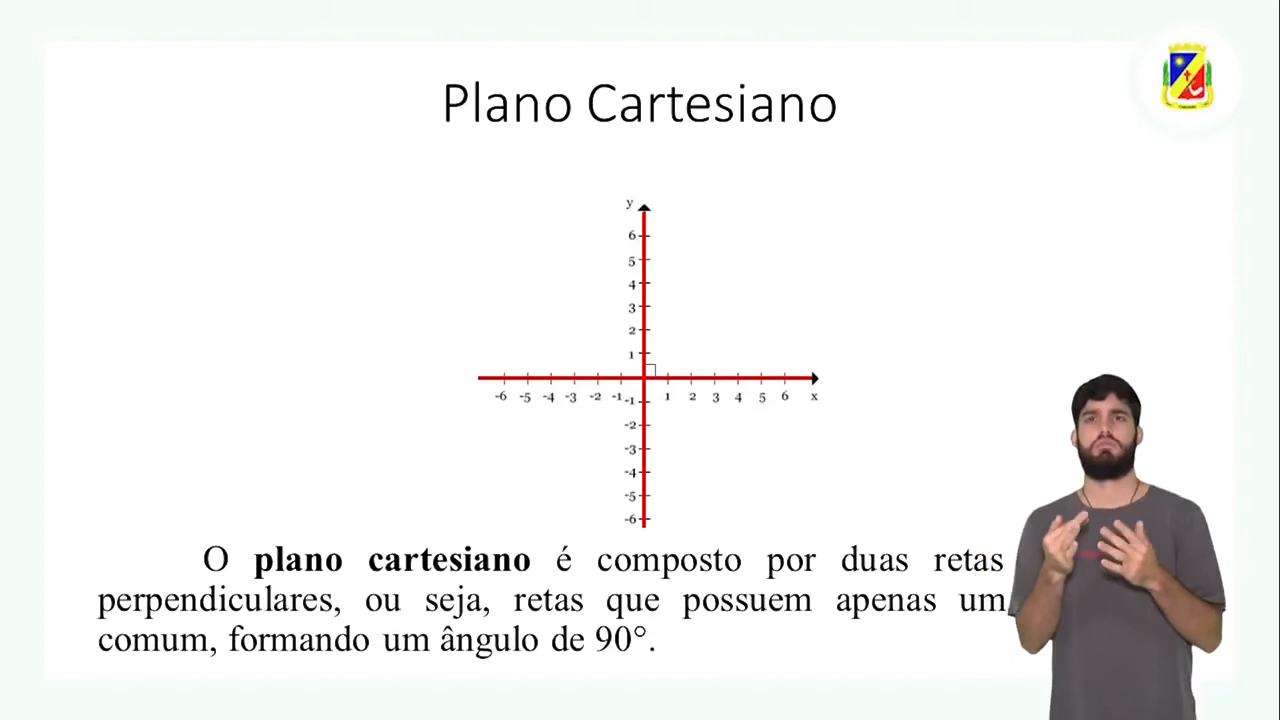 Plano Cartesiano
y
6
5
4
3
2
1
-6 -5 -4 -3 -2 -1 1 2 3 4 5 6 x
-1
-2
-3
-4
-5
-6
O plano cartesiano é composto por duas retas
perpendiculares, ou seja, retas que possuem apenas um
comum, formando um ângulo de 90°.